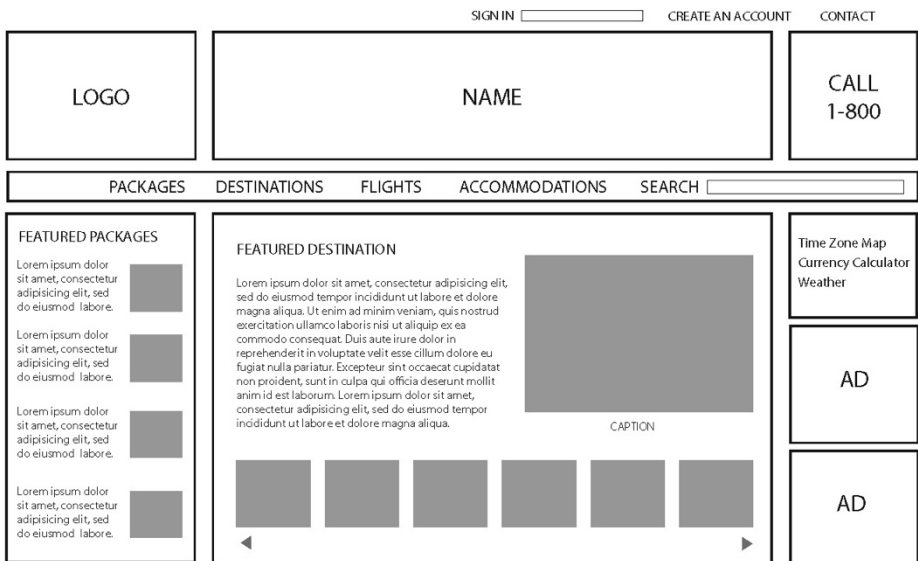 SIGN IN
CREATE AN ACCOUNT
CONTACT
LOGO
NAME
CALL
1-800
PACKAGES DESTINATIONS FLIGHTS ACCOMMODATIONS SEARCH
FEATURED PACKAGES
Lorem ipsum dolor
sit amet, consectetur
adipisicing elit, sed
do eiusmod labore.
Lorem ipsum dolor
sit amet, consectetur
adipisicing elit, sed
do eiusmod labore.
Lorem ipsum dolor
sit amet, consectetur
adipisicing elit, sed
do eiusmod labore.
Lorem ipsum dolor
sit amet, consectetur
adipisicing elit, sed
do eiusmod labore.
FEATURED DESTINATION
Lorem ipsum dolor sit amet, consectetur adipisicing elit,
sed do eiusmod tempor incididunt ut labore et dolore
magna aliqua. Ut enim ad minim veniam, quis nostrud
exercitation ullamco laboris nisi ut aliquip ex ea
commodo consequat. Duis aute irure dolor in
reprehenderit in voluptate velit esse cillum dolore eu
fugiat nulla pariatur. Excepteur sint occaecat cupidatat
non proident, sunt in culpa qui officia deserunt mollit
anim id est laborum. Lorem ipsum dolor sit amet,
consectetur adipisicing elit, sed do eiusmod tempor
incididunt ut labore et dolore magna aliqua.
CAPTION
Time Zone Map
Currency Calculator
Weather
AD
AD